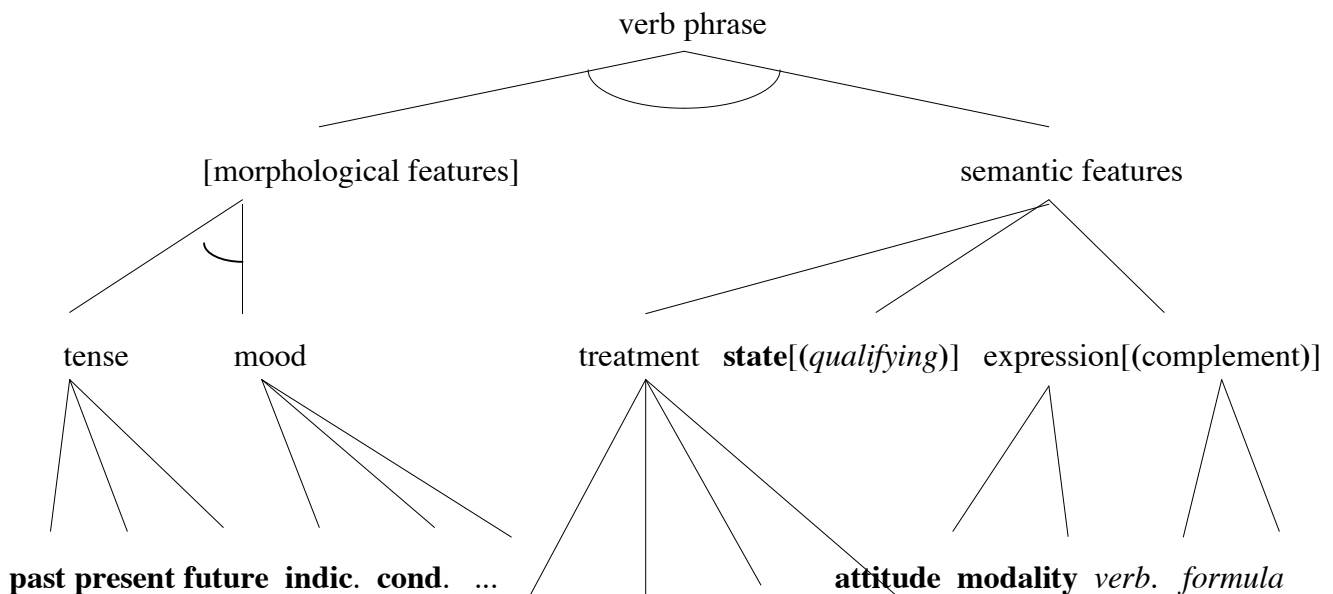 verb phrase
[morphological features] semantic features
tense mood treatment state[(qualifying)] expression[(complement)]
past present future indic. cond. ... attitude modality verb. formula